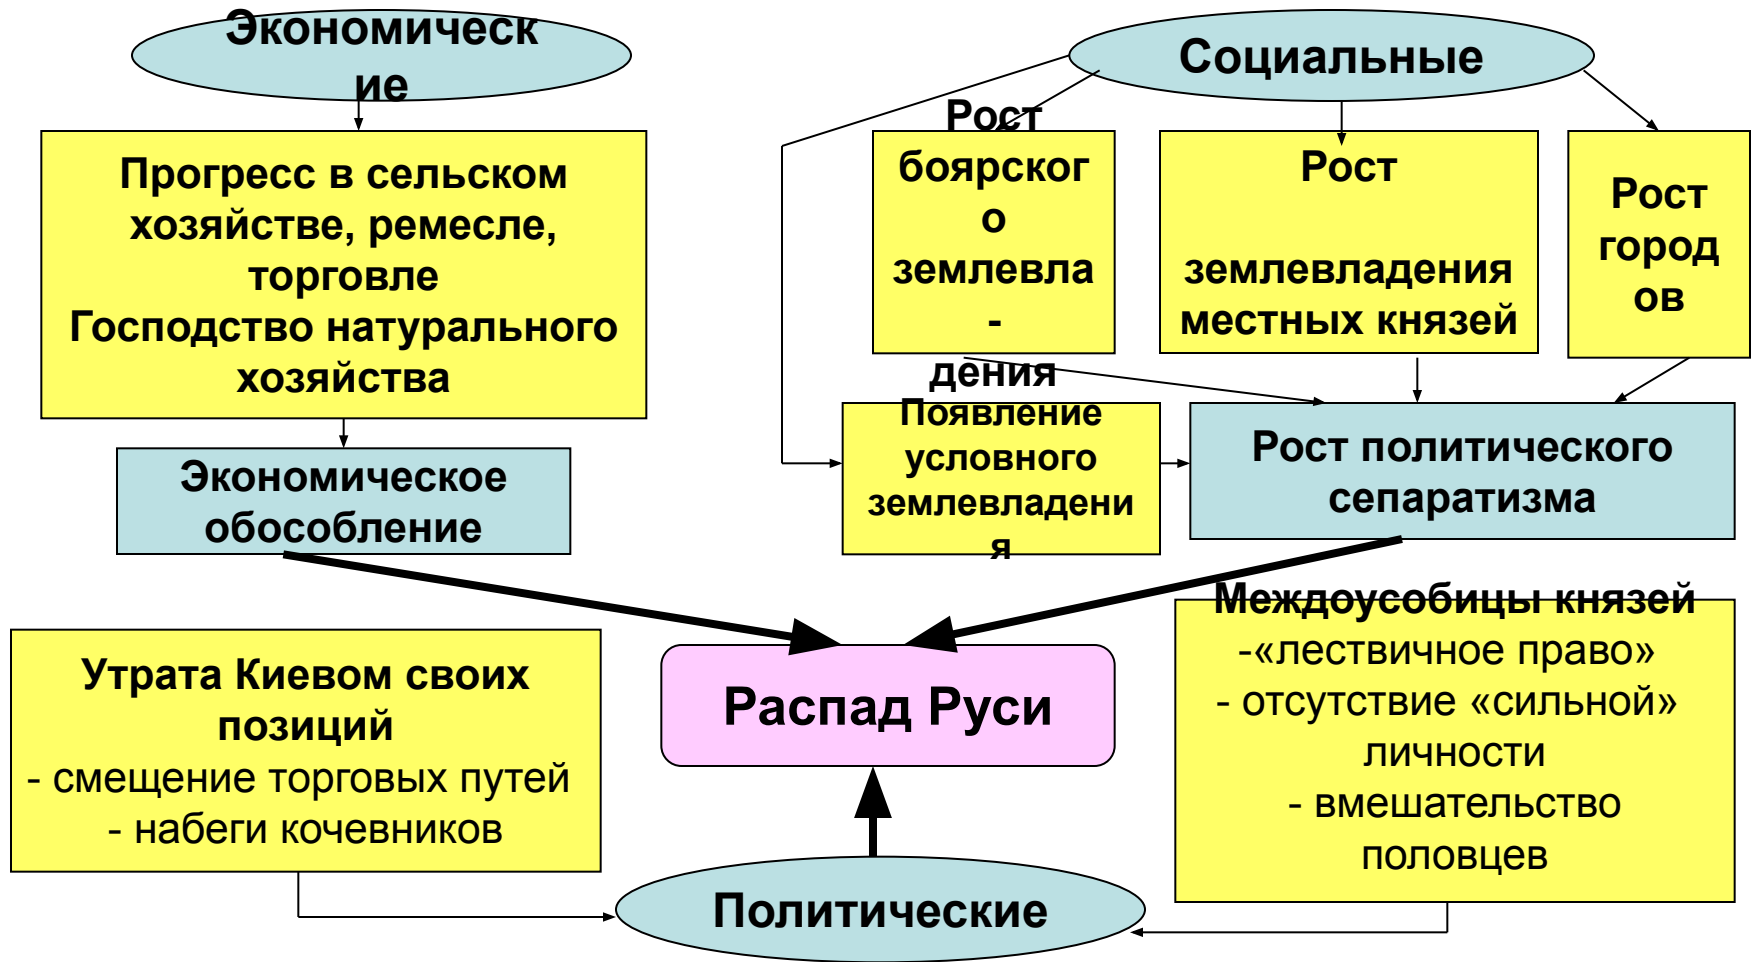 Экономическ
ие
Прогресс в сельском
хозяйстве, ремесле,
торговле
Господство натурального
хозяйства
Экономическое
обособление
Социальные
Рост
боярског
о
землевла
-
дения
Рост
землевладения
местных князей
Рост
город
ов
Появление
условного
землевладени
я
Рост политического
сепаратизма
Утрата Киевом своих
позиций
- смещение торговых путей
- набеги кочевников
Распад Руси
Междоусобицы князей
-«лествичное право»
- отсутствие «сильной»
личности
- вмешательство
половцев
Политические